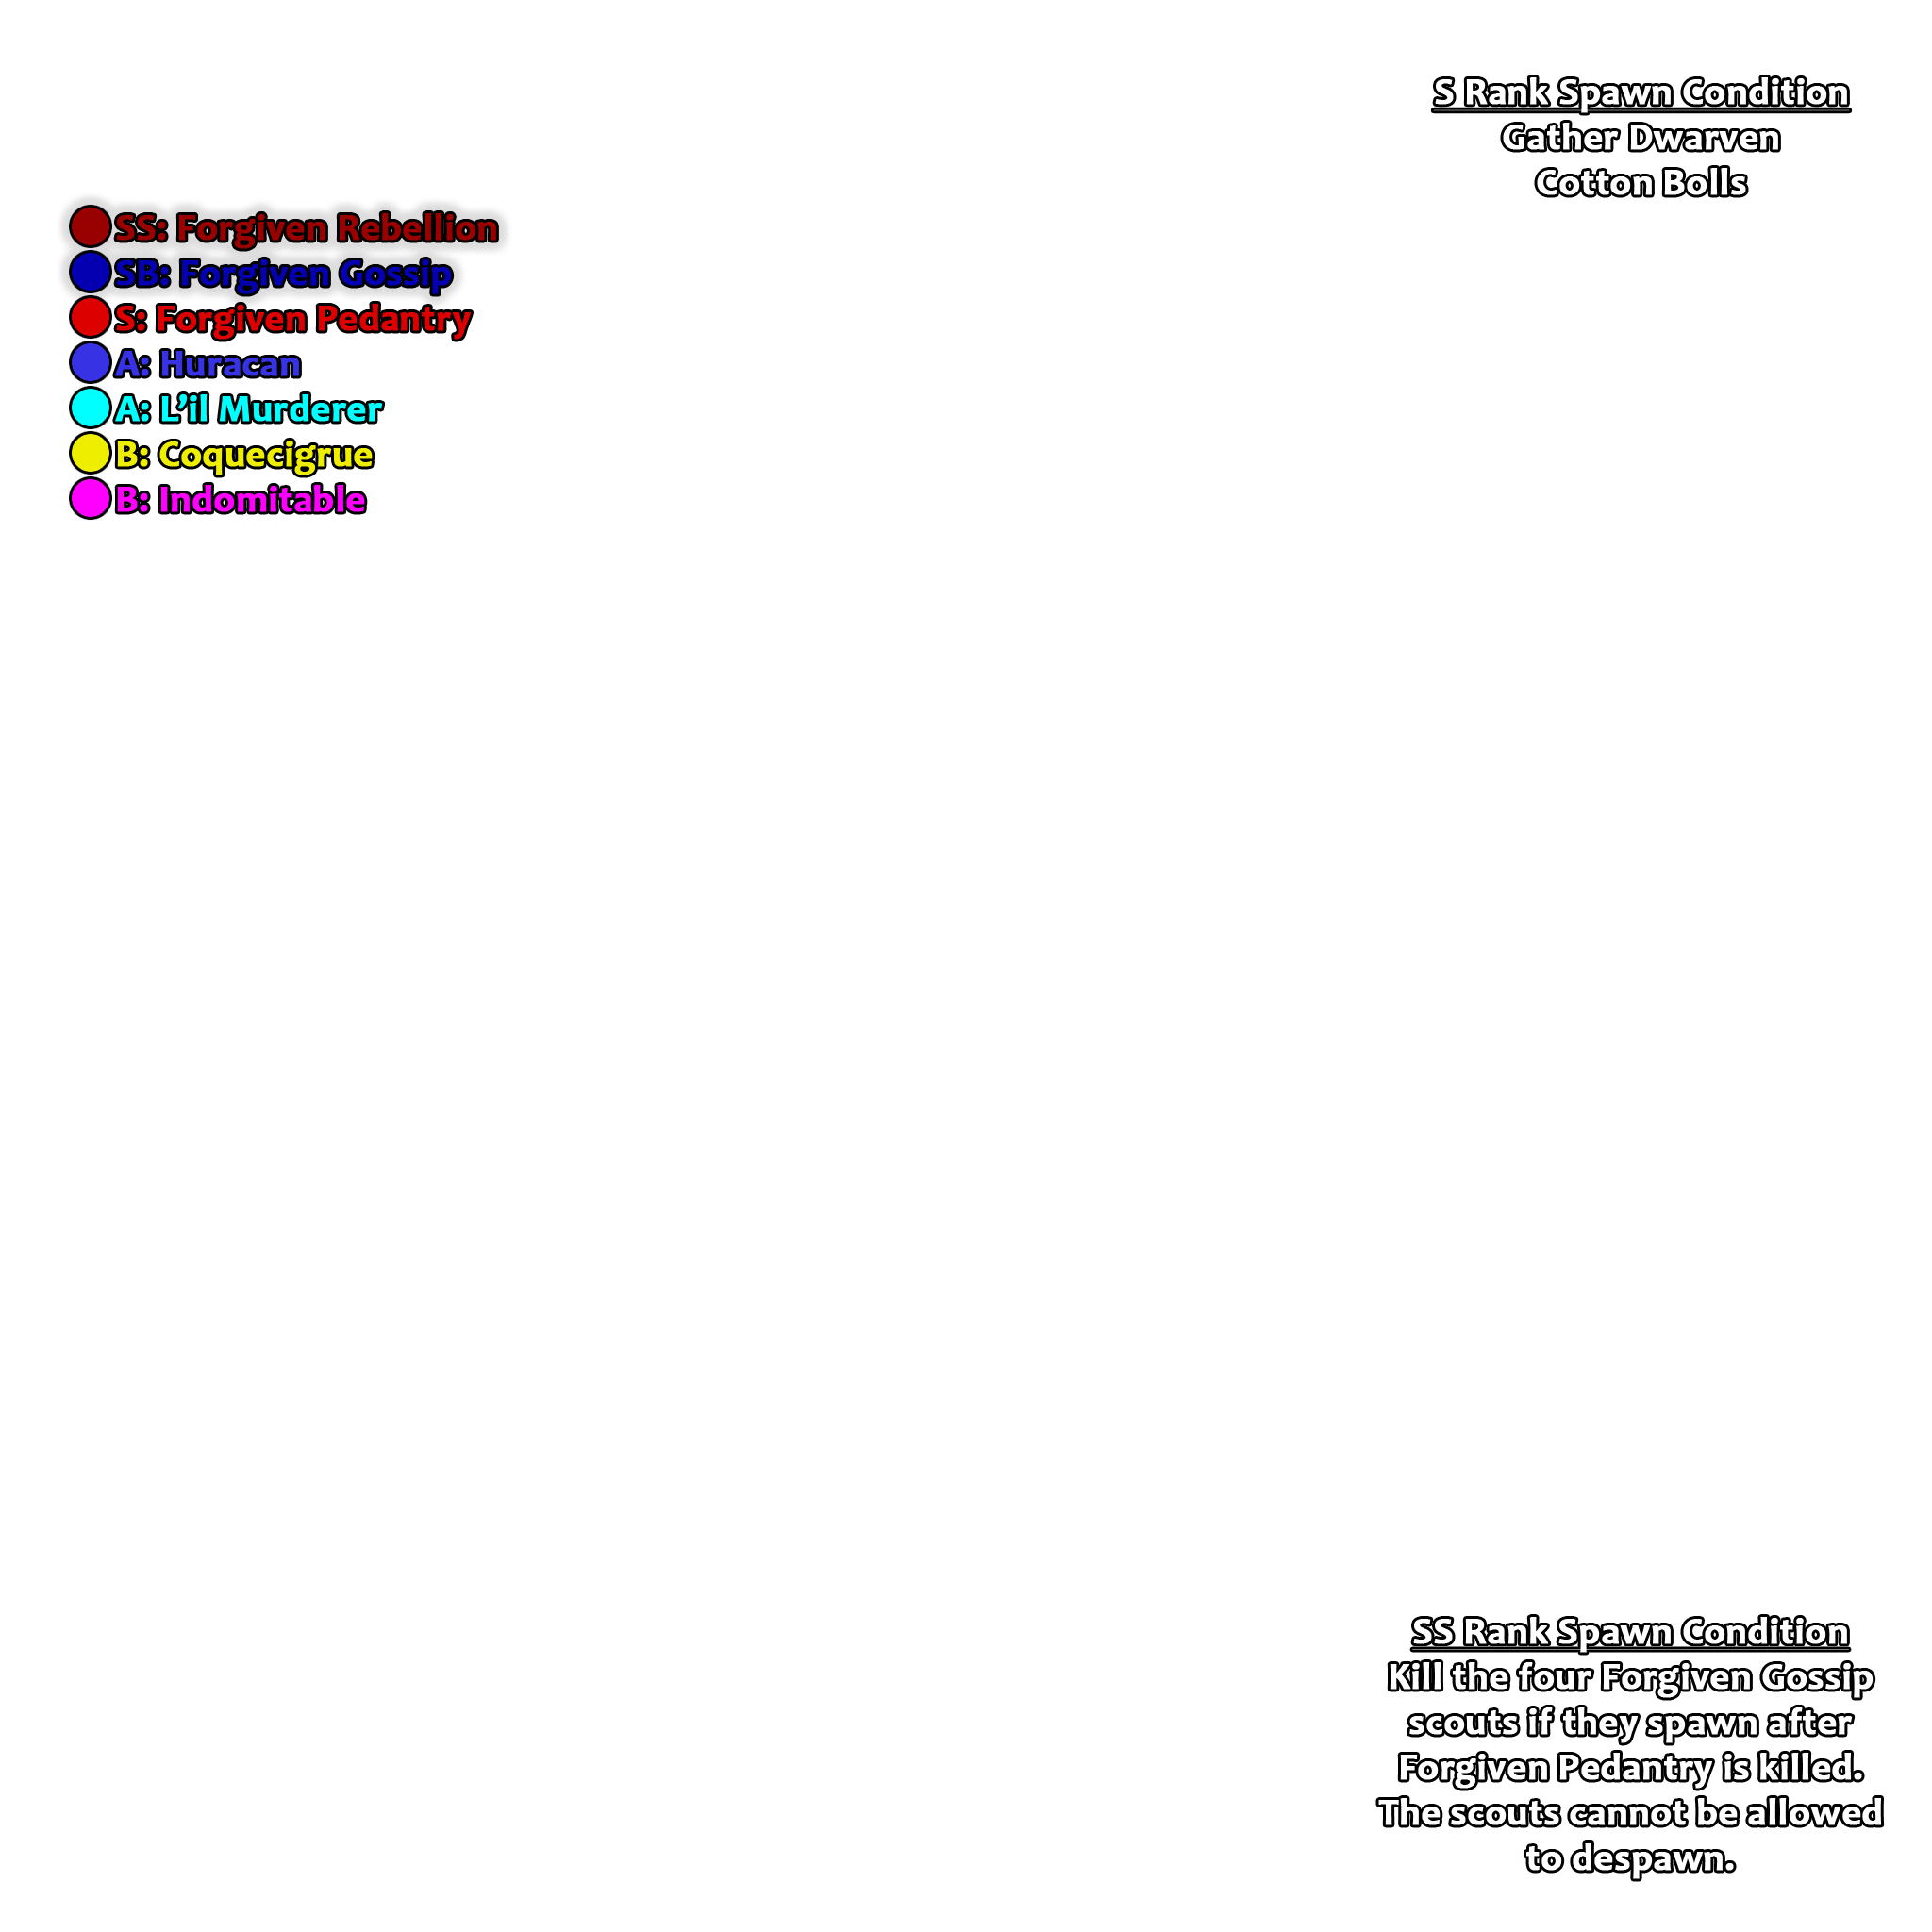 S Rank Spawn Condition
Gather Dwarven
Cotton Bolls
SS: Forgiven Rebellion
SB: Forgiven Gossip
S: Forgiven Pedantry
A: Huracan
A: L’il Murderer
B: Coquecigrue
B: Indomitable
SS Rank Spawn Condition
Kill the four Forgiven Gossip
scouts if they spawn after
Forgiven Pedantry is killed.
The scouts cannot be allowed
to despawn.